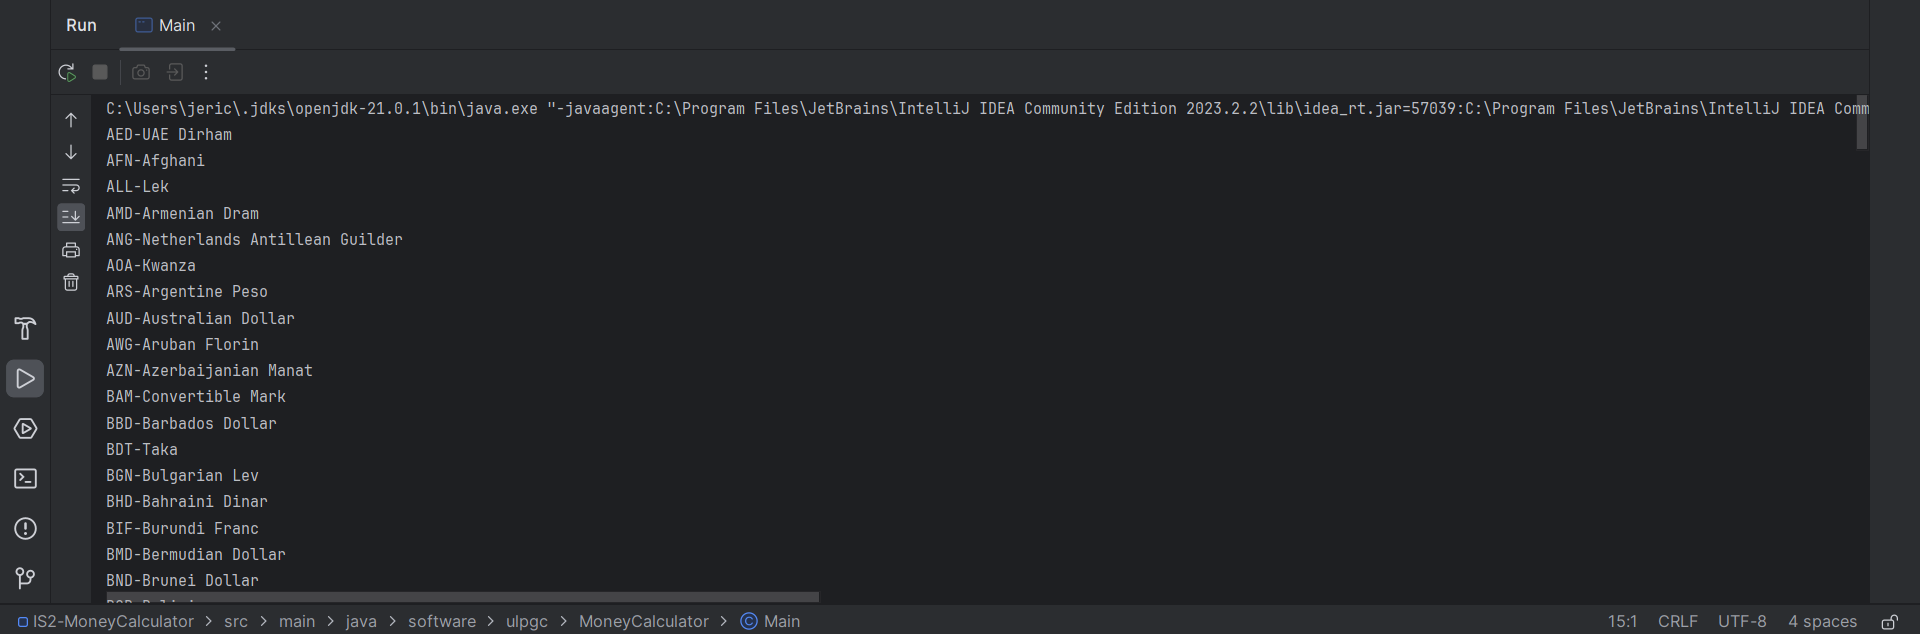 Run Main
C:\Users\jeric\.jdks\openjdk-21.0.1\bin\java.exe "-javaagent:C:\Program Files\JetBrains\IntelliJ IDEA Community Edition 2023.2.2\lib\idea_rt.jar=57039:C:\Program Files\JetBrains\IntelliJ IDEA Comm
AED-UAE Dirham
AFN-Afghani
ALL-Lek
AMD-Armenian Dram
ANG-Netherlands Antillean Guilder
AOA-Kwanza
ARS-Argentine Peso
AUD-Australian Dollar
AWG-Aruban Florin
AZN-Azerbaijanian Manat
BAM-Convertible Mark
BBD-Barbados Dollar
BDT-Taka
BGN-Bulgarian Lev
BHD-Bahraini Dinar
BIF-Burundi Franc
BMD-Bermudian Dollar
BND-Brunei Dollar
IS2-MoneyCalculator > src > main > java > software > ulpgc > MoneyCalculator > Main 15:1 CRLF UTF-8 4 spaces